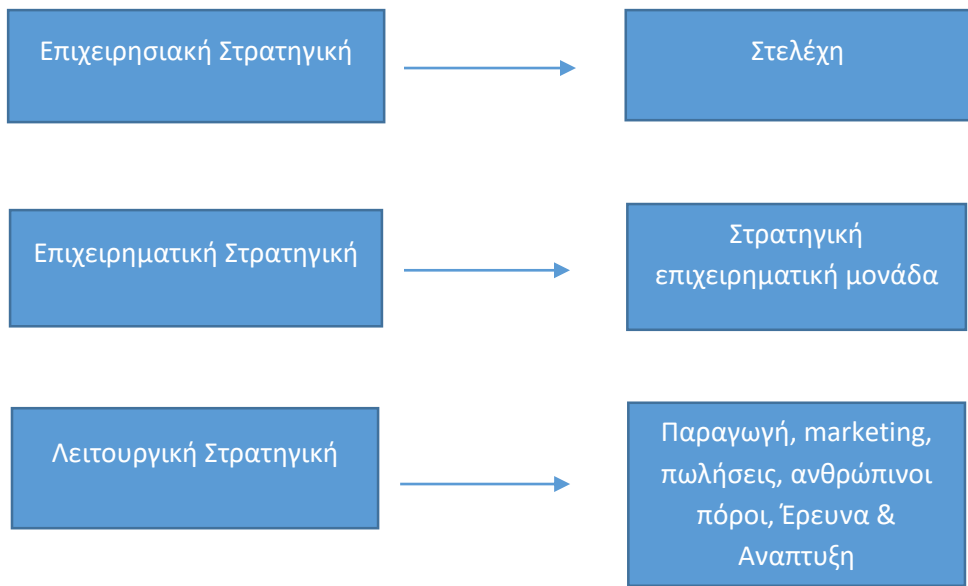 Επιχειρησιακή Στρατηγική
Στελέχη
Επιχειρηματική Στρατηγική
Στρατηγική
επιχειρηματική μονάδα
Λειτουργική Στρατηγική
Παραγωγή, marketing,
πωλήσεις, ανθρώπινοι
πόροι, Έρευνα &
Αναπτυξη